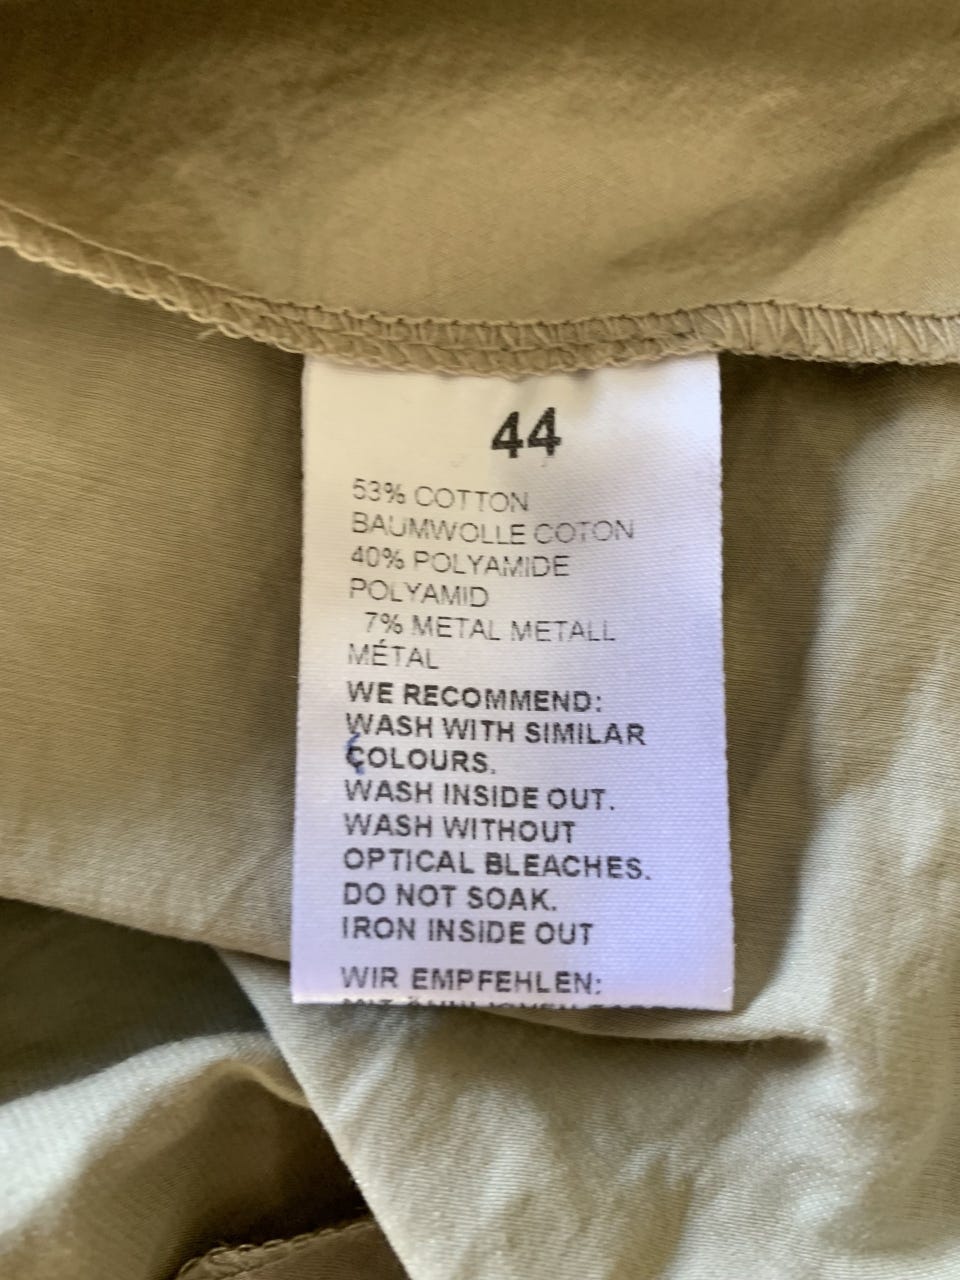 44
53% COTTON
BAUMWOLLE COTON
40% POLYAMIDE
POLYAMID
7% METAL METALL
MÉTAL
WE RECOMMEND:
WASH WITH SIMILAR
COLOURS.
WASH INSIDE OUT.
WASH WITHOUT
OPTICAL BLEACHES.
DO NOT SOAK.
IRON INSIDE OUT
WIR EMPFEHLEN: